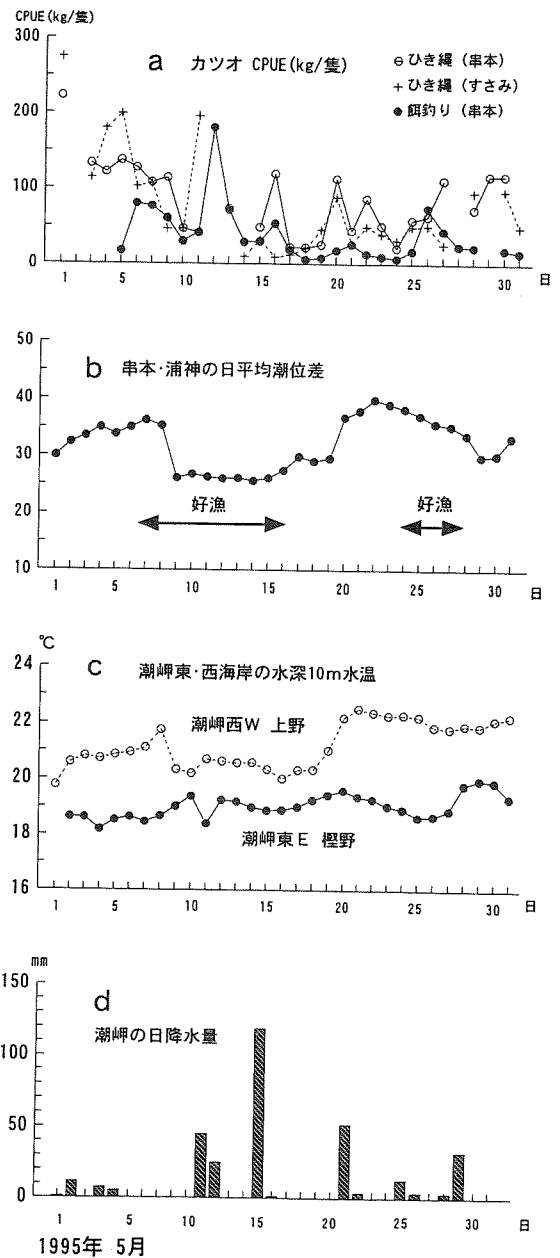 CPUE(kg/隻)
300
200
100
0
a カツオ CPUE(kg/隻)
ひき縄(串本)
ひき縄(すさみ)
餌釣り(串本)
1 5 10 15 20 25 30 日
50
40
30
20
10
b 串本・浦神の日平均潮位差
好漁 好漁
1 5 10 15 20 25 30 日
℃
24
22
20
18
16
c 潮岬東・西海岸の水深10m水温
潮岬西W 上野
潮岬東E 樫野
1 5 10 15 20 25 30 日
mm
150
100
50
0
d
潮岬の日降水量
1 5 10 15 20 25 30 日
1995年 5月